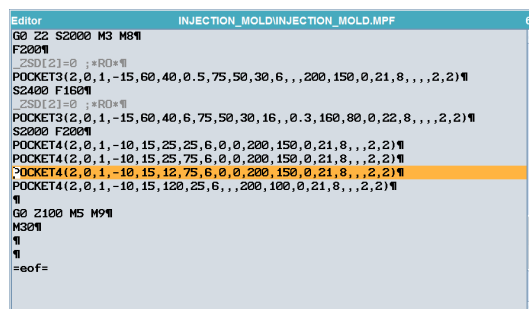 Editor INJECTION_MOLD\INJECTION_MOLD.MPF 6
G0 Z2 S2000 M3 M8¶
F200¶
_ZSD[2]=0 ;*RO*¶
POCKET3(2,0,1,-15,60,40,0.5,75,50,30,6,,,200,150,0,21,8,,,,2,2)¶
S2400 F160¶
_ZSD[2]=0 ;*RO*¶
POCKET3(2,0,1,-15,60,40,6,75,50,30,16,,0.3,160,80,0,22,8,,,,2,2)¶
S2000 F200¶
POCKET4(2,0,1,-10,15,25,25,6,0,0,200,150,0,21,8,,,2,2)¶
POCKET4(2,0,1,-10,15,25,75,6,0,0,200,150,0,21,8,,,2,2)¶
POCKET4(2,0,1,-10,15,12,75,6,0,0,200,150,0,21,8,,,2,2)¶
POCKET4(2,0,1,-10,15,120,25,6,,,200,100,0,21,8,,,2,2)¶
¶
G0 Z100 M5 M9¶
M30¶
¶
¶
=eof=